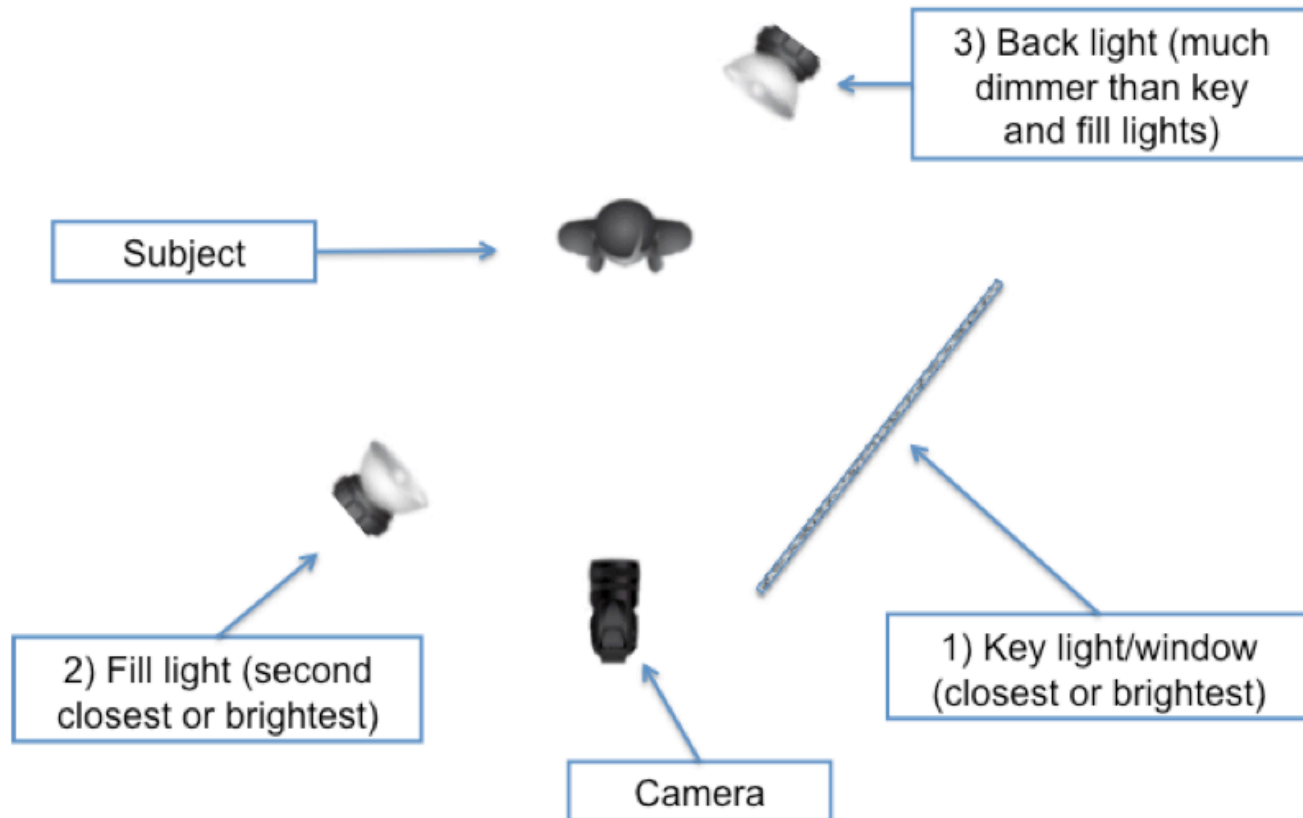 3) Back light (much
dimmer than key
and fill lights)
Subject
2) Fill light (second
closest or brightest)
1) Key light/window
(closest or brightest)
Camera